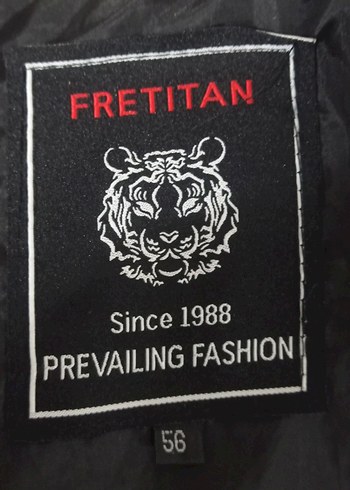 FRETITAN
Since 1988
PREVAILING FASHION
56